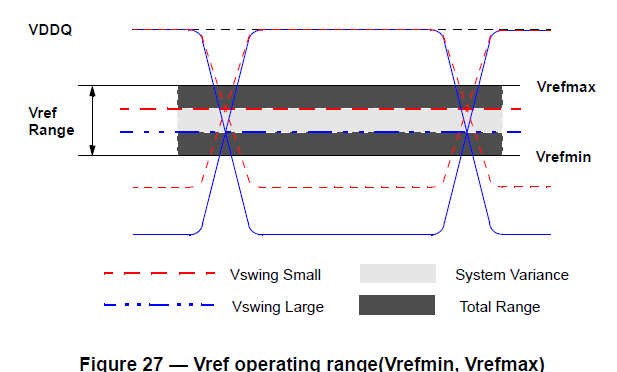 VDDQ
Vrefmax
Vref
Range
Vrefmin
Vswing Small
System Variance
Vswing Large
Total Range
Figure 27 — Vref operating range(Vrefmin, Vrefmax)